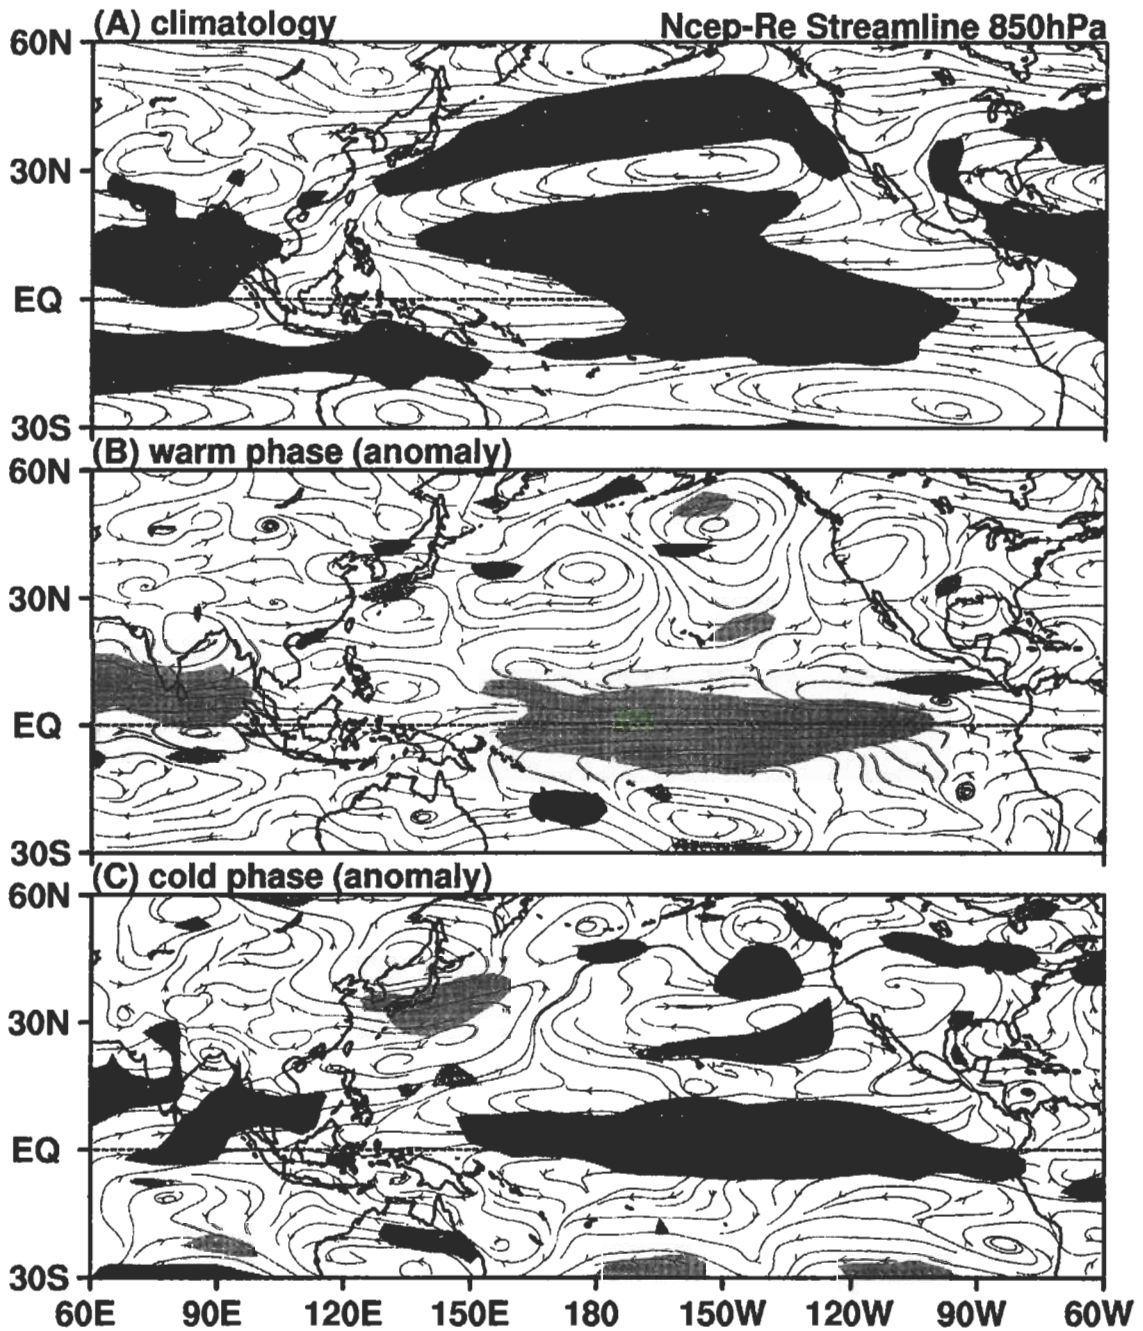 (A) climatology Ncep-Re Streamline 850hPa
60N
30N
EQ
30S
(B) warm phase (anomaly)
60N
30N
EQ
30S
(C) cold phase (anomaly)
60N
30N
EQ
30S
60E 90E 120E 150E 180 150W 120W 90W 60W